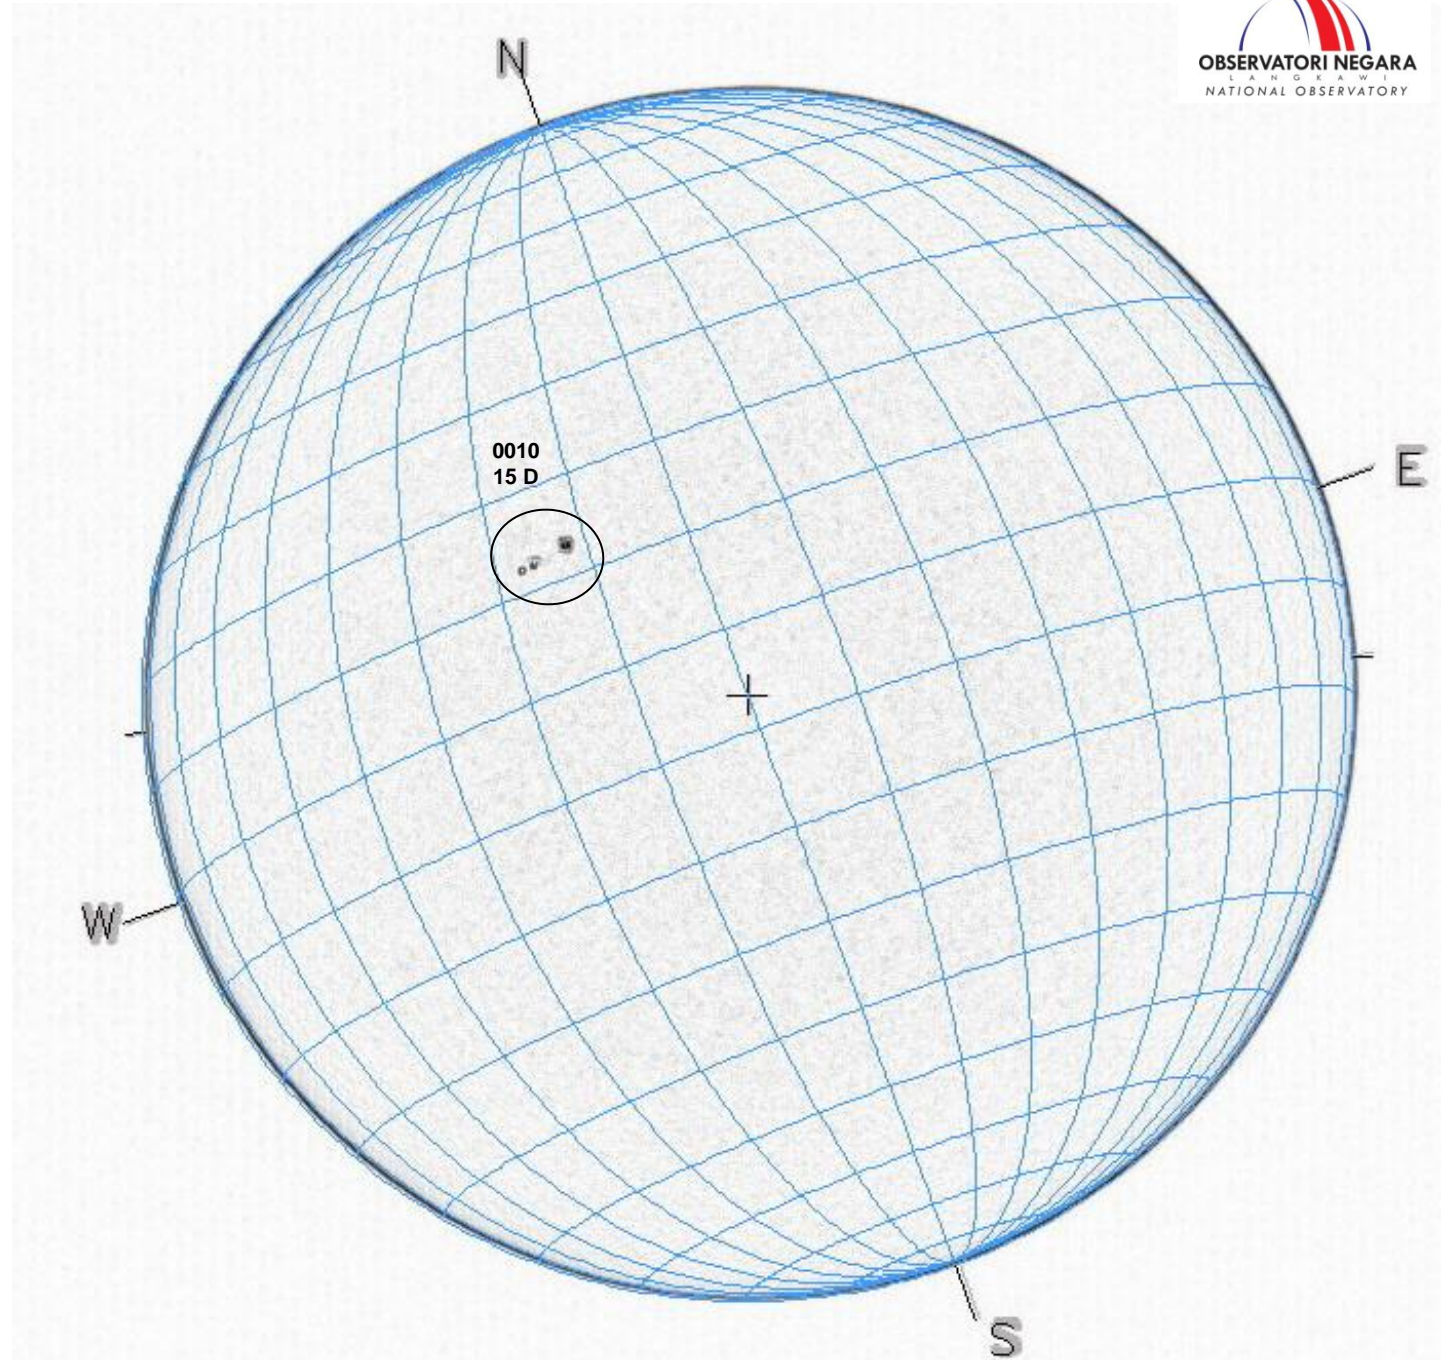 N
OBSERVATORI NEGARA
LANGKAWI
NATIONAL OBSERVATORY
0010
15 D
E
W
S